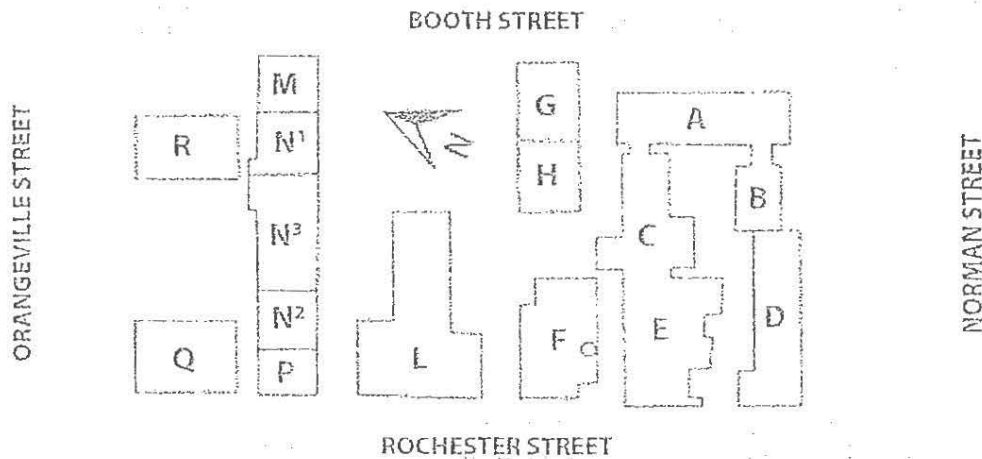 BOOTH STREET
ORANGEVILLE STREET
NORMAN STREET
M
G
A
R
N¹
N
H
B
N³
C
N²
F
E
D
Q
P
L
ROCHESTER STREET